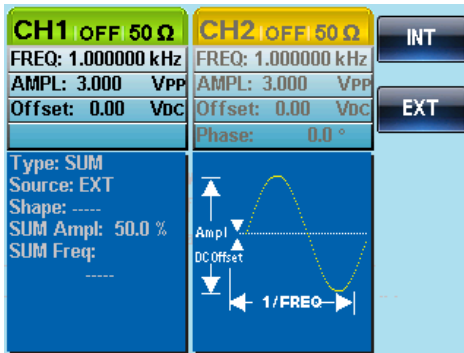 CH1 OFF 50 Ω
FREQ: 1.000000 kHz
AMPL: 3.000 VPP
Offset: 0.00 VDC
Type: SUM
Source: EXT
Shape: -----
SUM Ampl: 50.0 %
SUM Freq:
-----
CH2 OFF 50 Ω
FREQ: 1.000000 kHz
AMPL: 3.000 VPP
Offset: 0.00 VDC
Phase: 0.0 °
Ampl
DC Offset
1/FREQ
INT
EXT